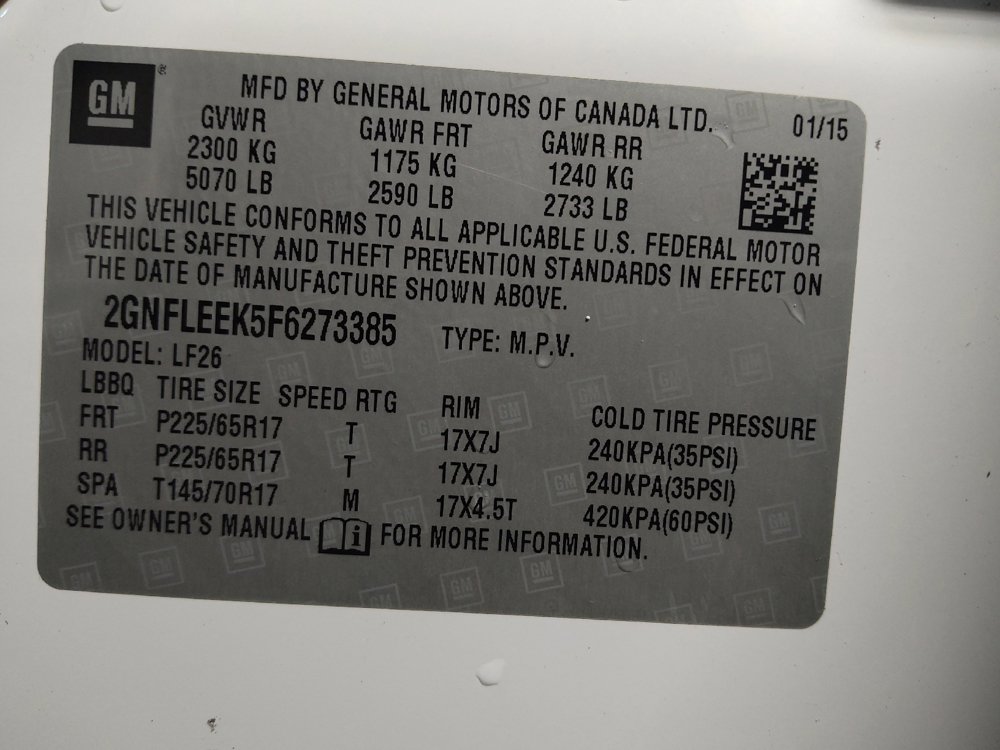 GM
MFD BY GENERAL MOTORS OF CANADA LTD.
01/15
GVWR GAWR FRT GAWR RR
2300 KG 1175 KG 1240 KG
5070 LB 2590 LB 2733 LB
THIS VEHICLE CONFORMS TO ALL APPLICABLE U.S. FEDERAL MOTOR
VEHICLE SAFETY AND THEFT PREVENTION STANDARDS IN EFFECT ON
THE DATE OF MANUFACTURE SHOWN ABOVE.
2GNFLEEK5F6273385 TYPE: M.P.V.
MODEL: LF26
LBBQ TIRE SIZE SPEED RTG RIM COLD TIRE PRESSURE
FRT P225/65R17 T 17X7J 240KPA(35PSI)
RR P225/65R17 T 17X7J 240KPA(35PSI)
SPA T145/70R17 M 17X4.5T 420KPA(60PSI)
SEE OWNER'S MANUAL FOR MORE INFORMATION.